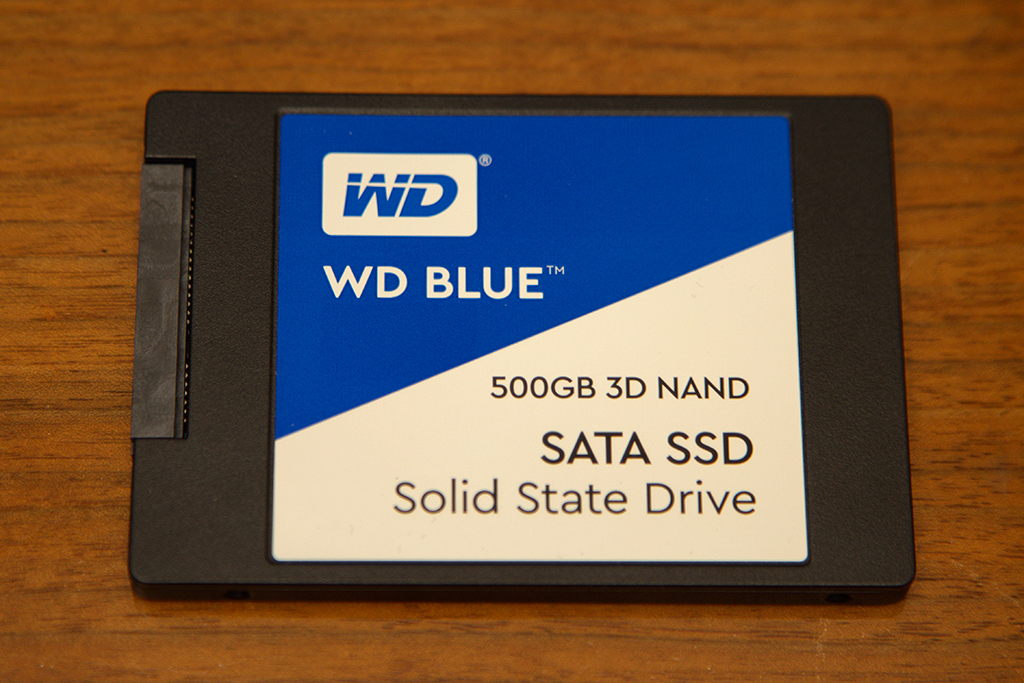 WD®
WD BLUE™
500GB 3D NAND
SATA SSD
Solid State Drive